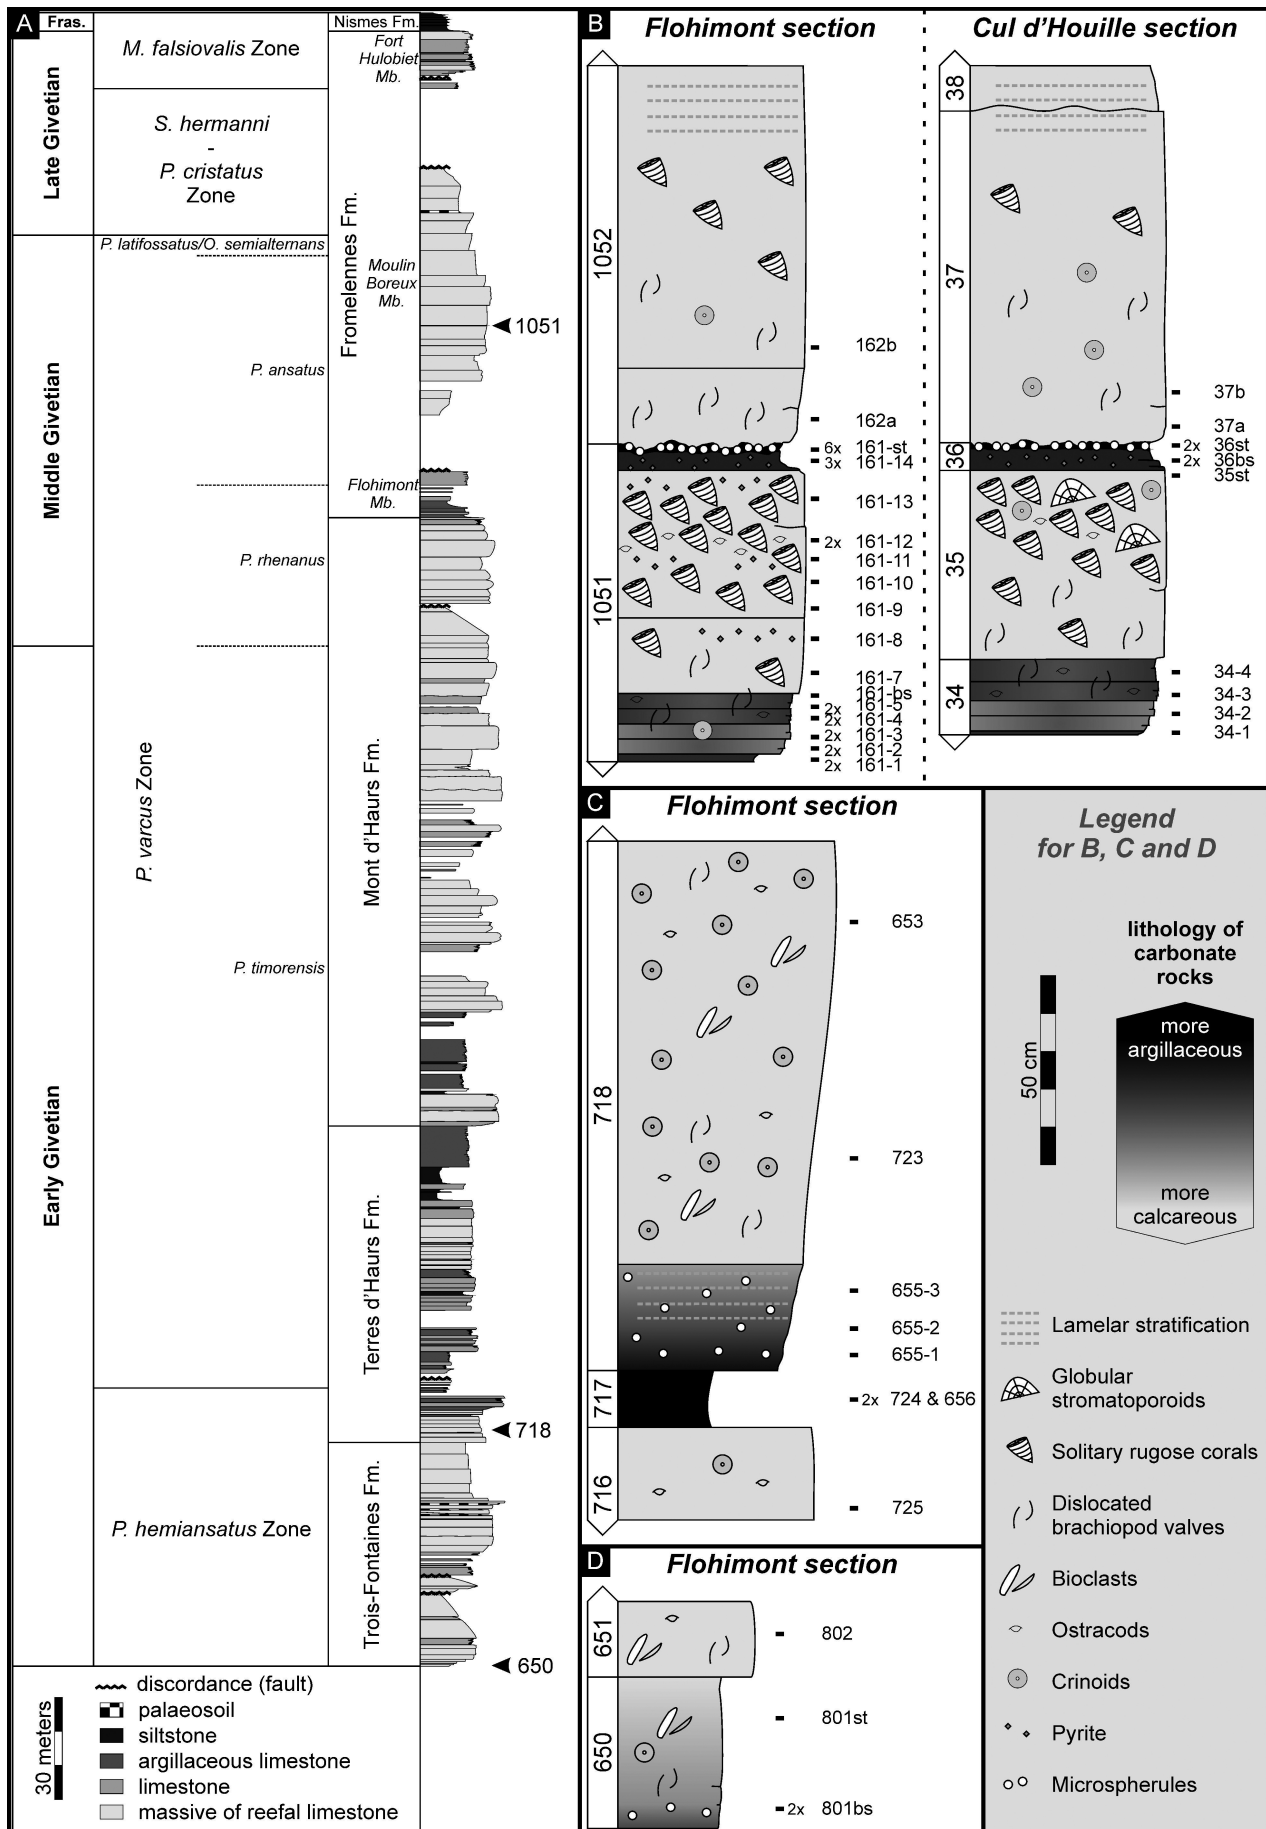 A
Fras.
Late Givetian
Middle Givetian
Early Givetian
M. falsiovalis Zone
S. hermanni
-
P. cristatus
Zone
P. latifossatus/O. semialternans
P. ansatus
P. rhenanus
P. timorensis
P. varcus Zone
P. hemiansatus Zone
Nismes Fm.
Fort
Hulobiet
Mb.
Fromelennes Fm.
Moulin
Boreux
Mb.
Flohimont
Mb.
Mont d'Haurs Fm.
Terres d'Haurs Fm.
Trois-Fontaines Fm.
1051
718
650
30 meters
discordance (fault)
palaeosoil
siltstone
argillaceous limestone
limestone
massive of reefal limestone
B
Flohimont section
1052
1051
162b
162a
6x 161-st
3x 161-14
161-13
2x 161-12
161-11
161-10
161-9
161-8
161-7
161-bs
2x 161-5
2x 161-4
2x 161-3
2x 161-2
2x 161-1
Cul d'Houille section
38
37
36
35
34
37b
37a
2x 36st
2x 36bs
35st
34-4
34-3
34-2
34-1
C
Flohimont section
718
717
716
653
723
655-3
655-2
655-1
2x 724 & 656
725
D
Flohimont section
651
650
802
801st
2x 801bs
Legend
for B, C and D
50 cm
lithology of
carbonate
rocks
more
argillaceous
more
calcareous
Lamelar stratification
Globular
stromatoporoids
Solitary rugose corals
Dislocated
brachiopod valves
Bioclasts
Ostracods
Crinoids
Pyrite
Microspherules